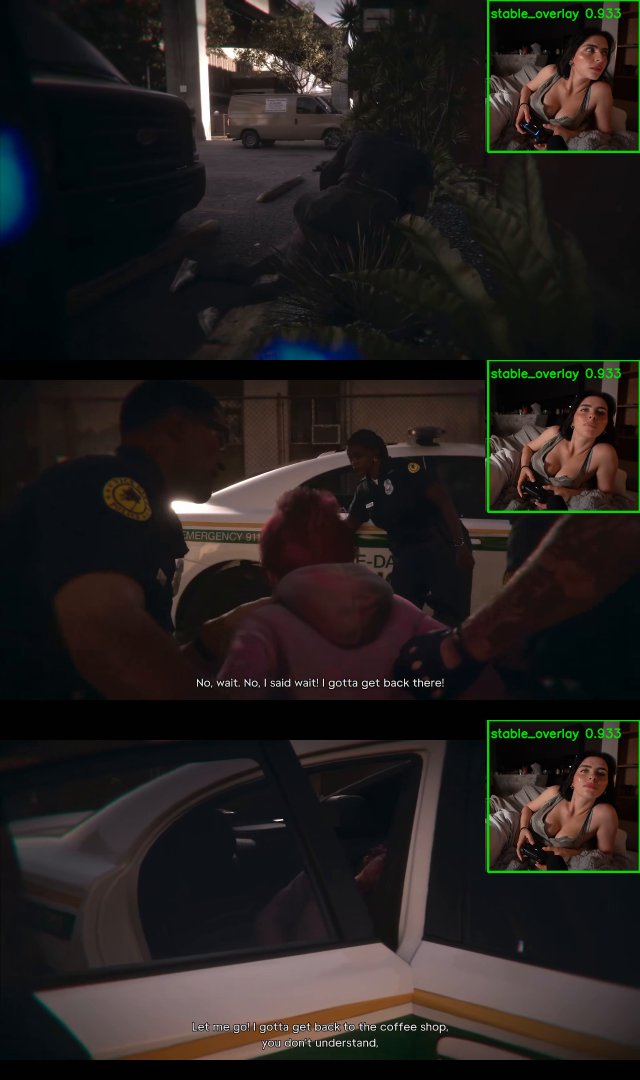 stable_overlay 0.933
stable_overlay 0.933
EMERGENCY 911
E-DA
No, wait. No, I said wait! I gotta get back there!
stable_overlay 0.933
Let me go! I gotta get back to the coffee shop,
you don't understand,